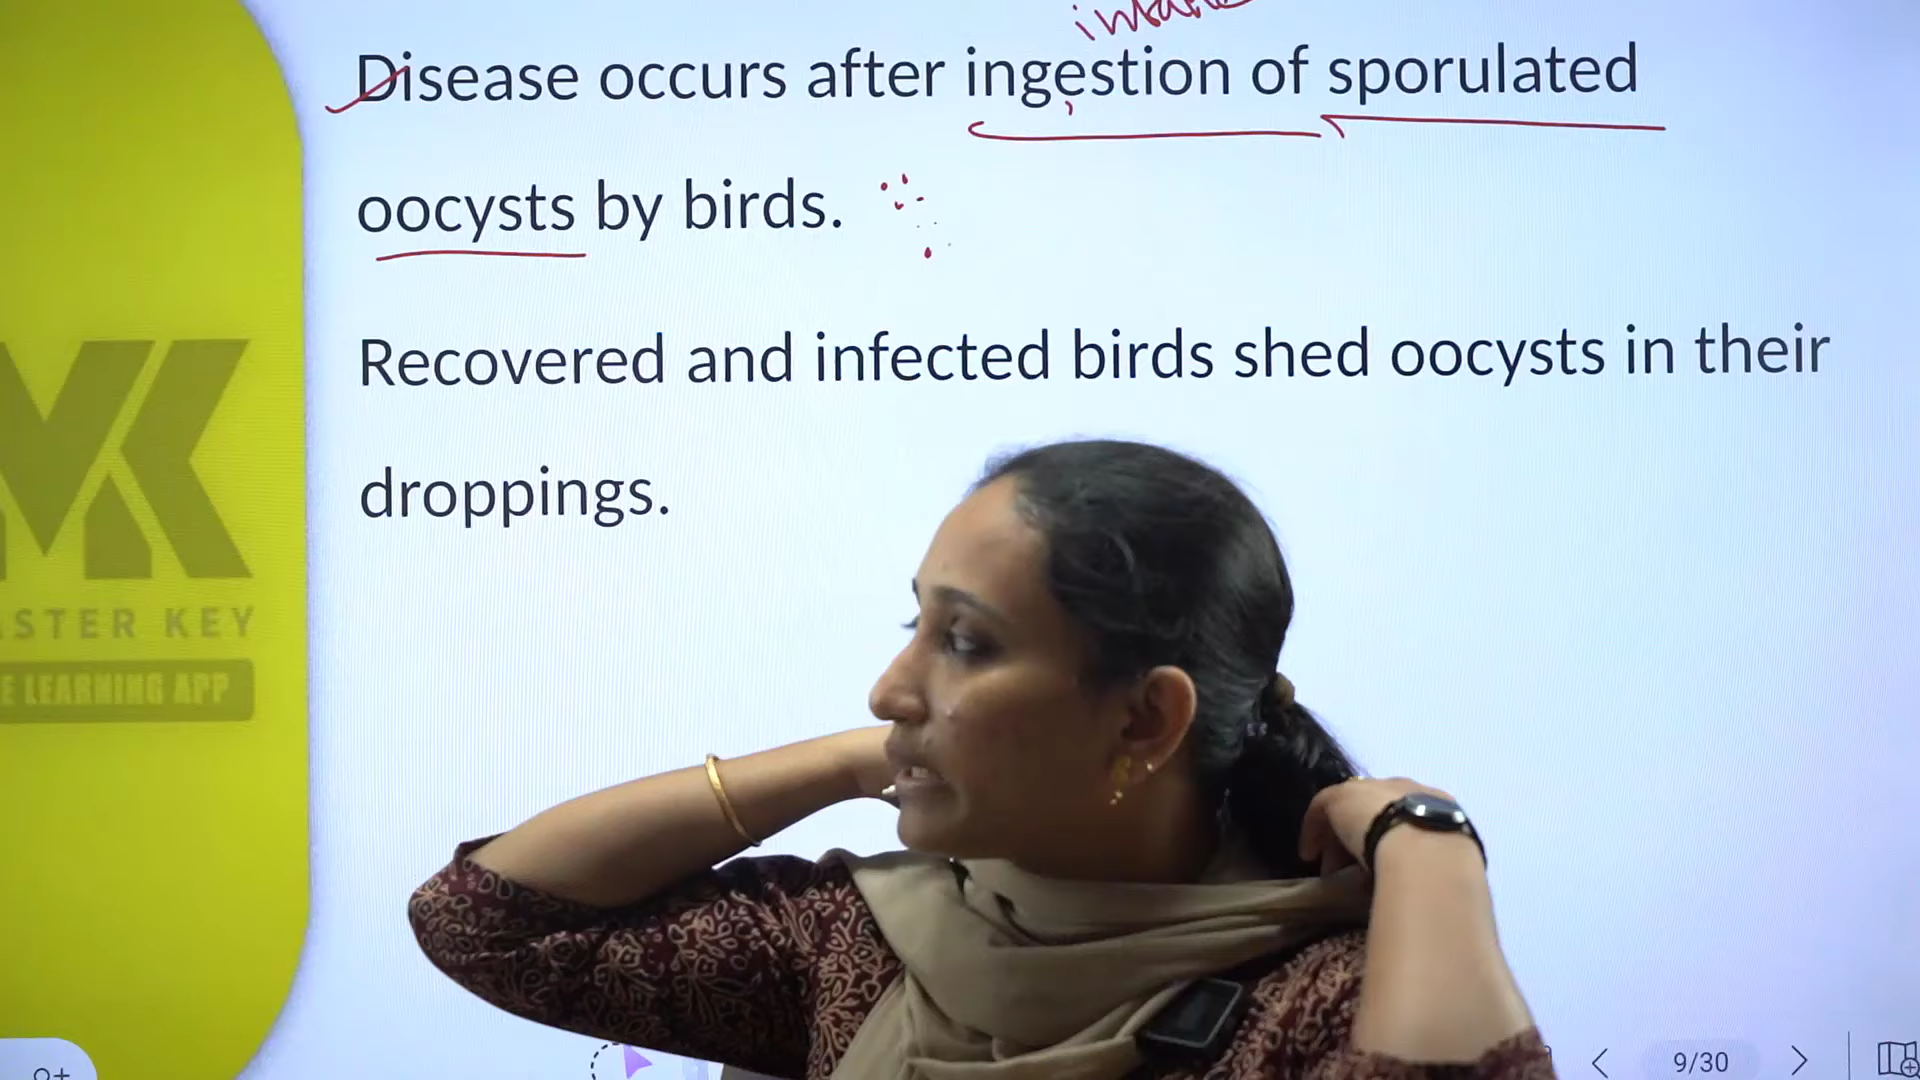 Disease occurs after ingestion of sporulated
oocysts by birds.
Recovered and infected birds shed oocysts in their
droppings.
MK
STER KEY
E LEARNING APP
9/30